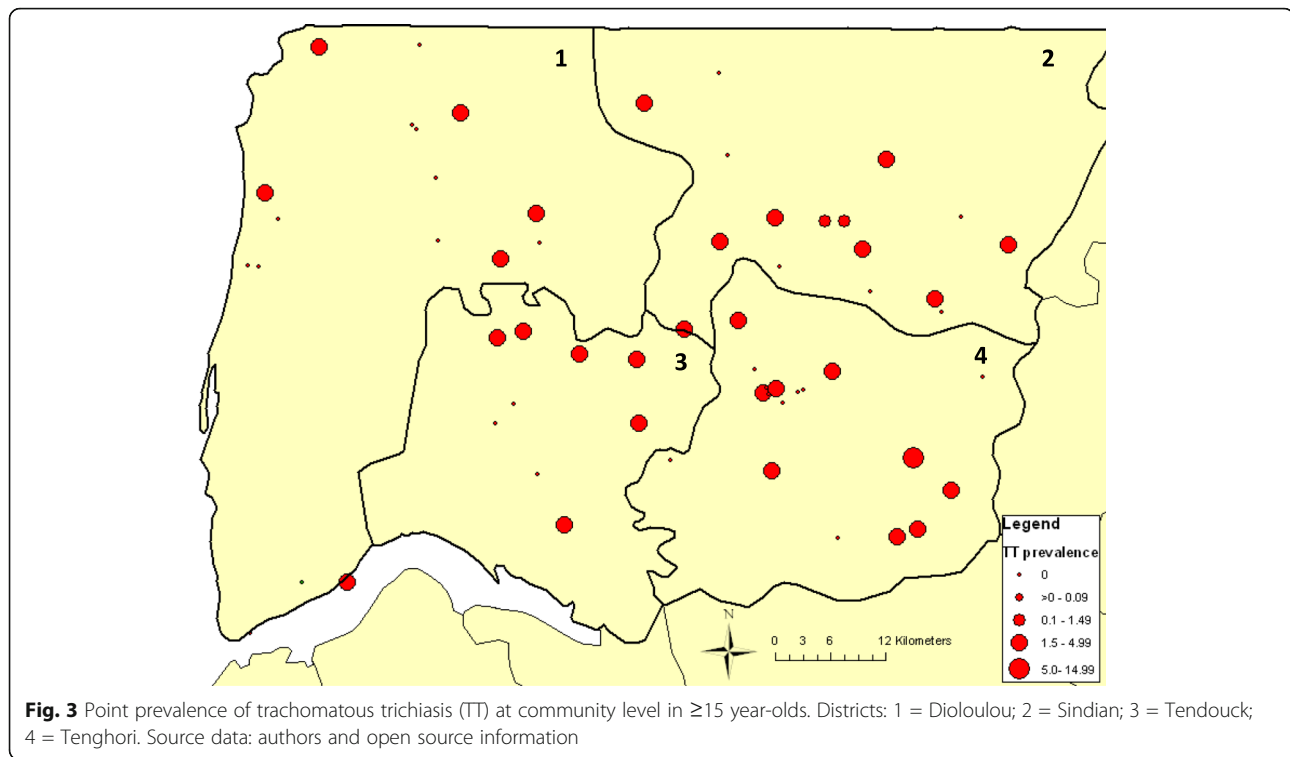 1
2
3
4
Legend
TT prevalence
0
>0 - 0.09
0.1 - 1.49
1.5 - 4.99
5.0- 14.99
N
0 3 6 12 Kilometers
Fig. 3 Point prevalence of trachomatous trichiasis (TT) at community level in ≥15 year-olds. Districts: 1 = Dioloulou; 2 = Sindian; 3 = Tendouck;
4 = Tenghori. Source data: authors and open source information